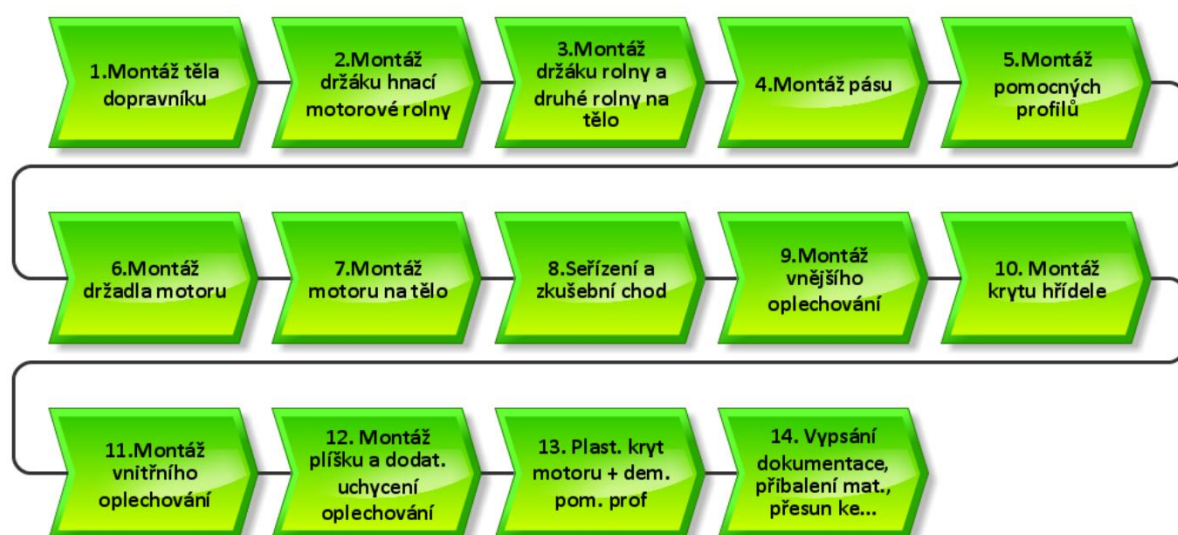 1.Montáž těla
dopravníku
2.Montáž
držáku hnací
motorové rolny
3.Montáž
držáku rolny a
druhé rolny na
tělo
4.Montáž pásu
5.Montáž
pomocných
profilů
6.Montáž
držadla motoru
7.Montáž
motoru na tělo
8.Seřízení a
zkušební chod
9.Montáž
vnějšího
oplechování
10. Montáž
krytu hřídele
11.Montáž
vnitřního
oplechování
12. Montáž
plíšku a dodat.
uchycení
oplechování
13. Plast. kryt
motoru + dem.
pom. prof
14. Vypsání
dokumentace,
přibalení mat.,
přesun ke...